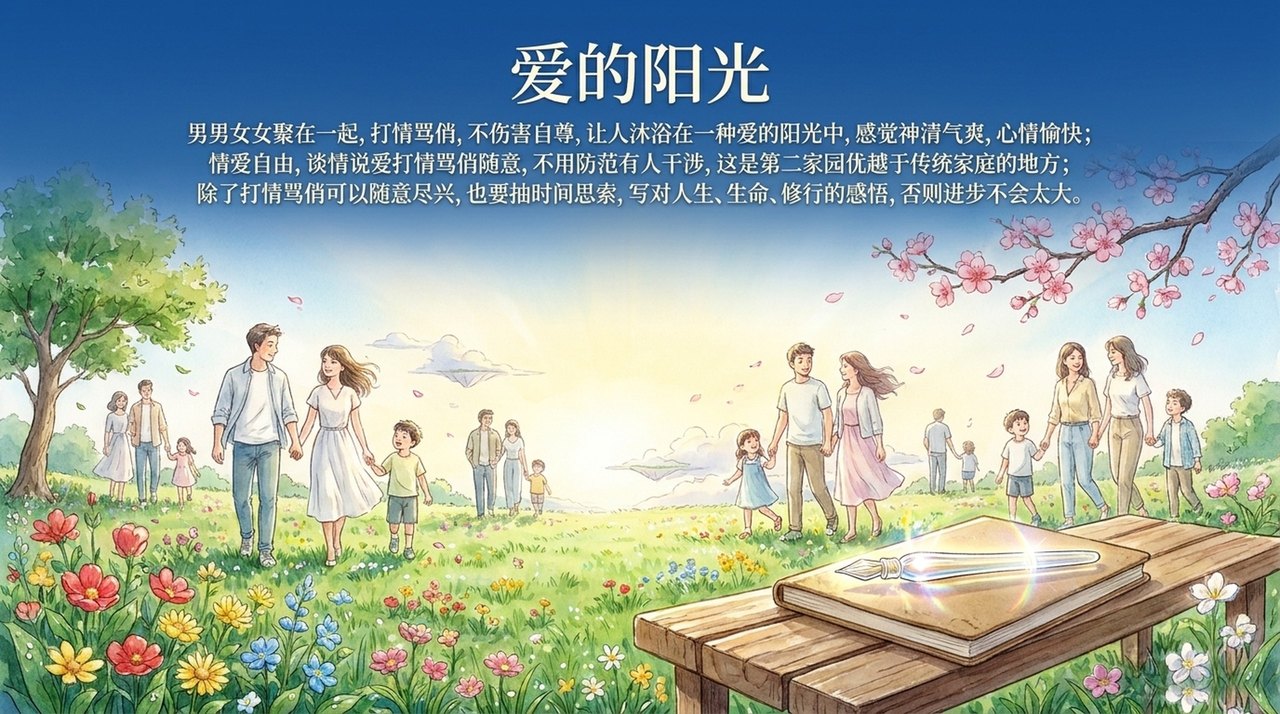 爱的阳光
男男女女聚在一起, 打情骂俏, 不伤害自尊, 让人沐浴在一种爱的阳光中, 感觉神清气爽, 心情愉快;
情爱自由, 谈情说爱打情骂俏随意, 不用防范有人干涉, 这是第二家园优越于传统家庭的地方;
除了打情骂俏可以随意尽兴, 也要抽时间思索, 写对人生、生命、修行的感悟, 否则进步不会太大。